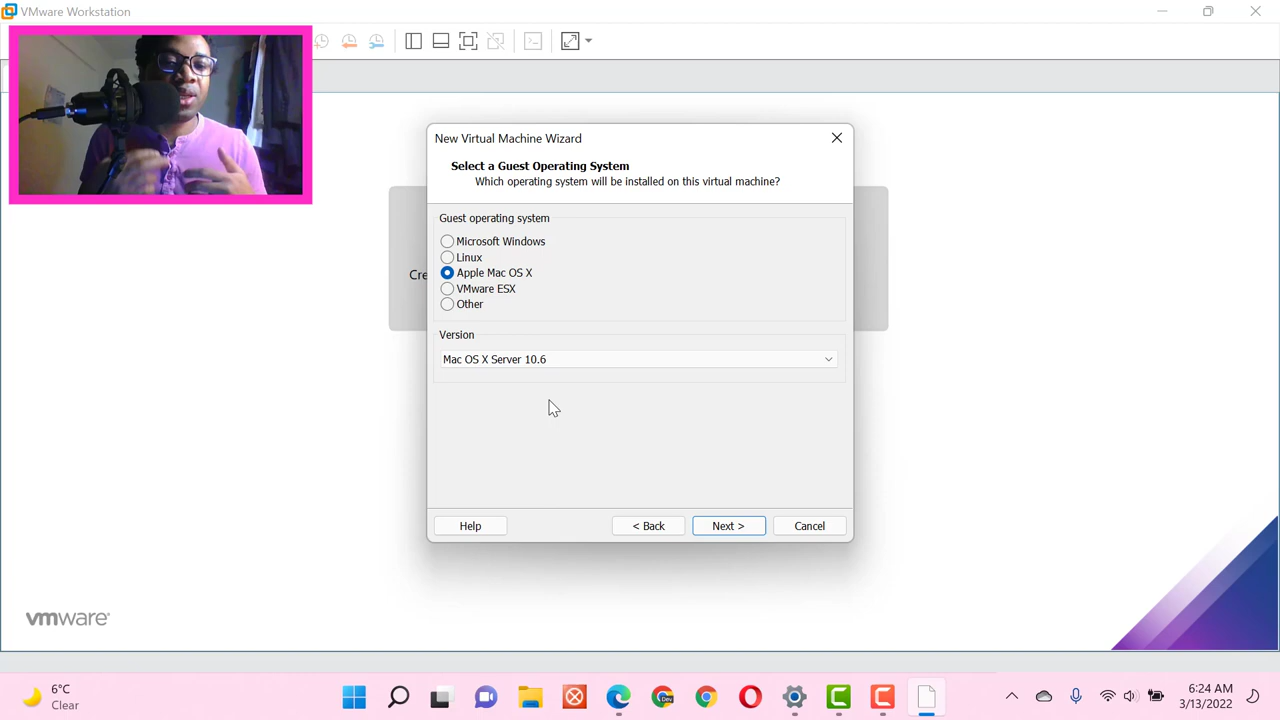 VMware Workstation
New Virtual Machine Wizard
Select a Guest Operating System
Which operating system will be installed on this virtual machine?
Guest operating system
Microsoft Windows
Linux
Apple Mac OS X
VMware ESX
Other
Cre
Version
Mac OS X Server 10.6
Help
< Back
Next >
Cancel
vmware
6°C
Clear
Dev
6:24 AM
3/13/2022